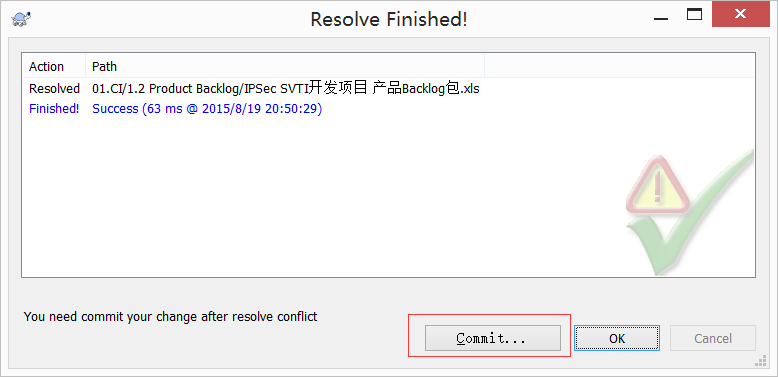 Resolve Finished!
Action Path
Resolved 01.CI/1.2 Product Backlog/IPSec SVTI开发项目 产品Backlog包.xls
Finished! Success (63 ms @ 2015/8/19 20:50:29)
You need commit your change after resolve conflict
Commit... OK Cancel